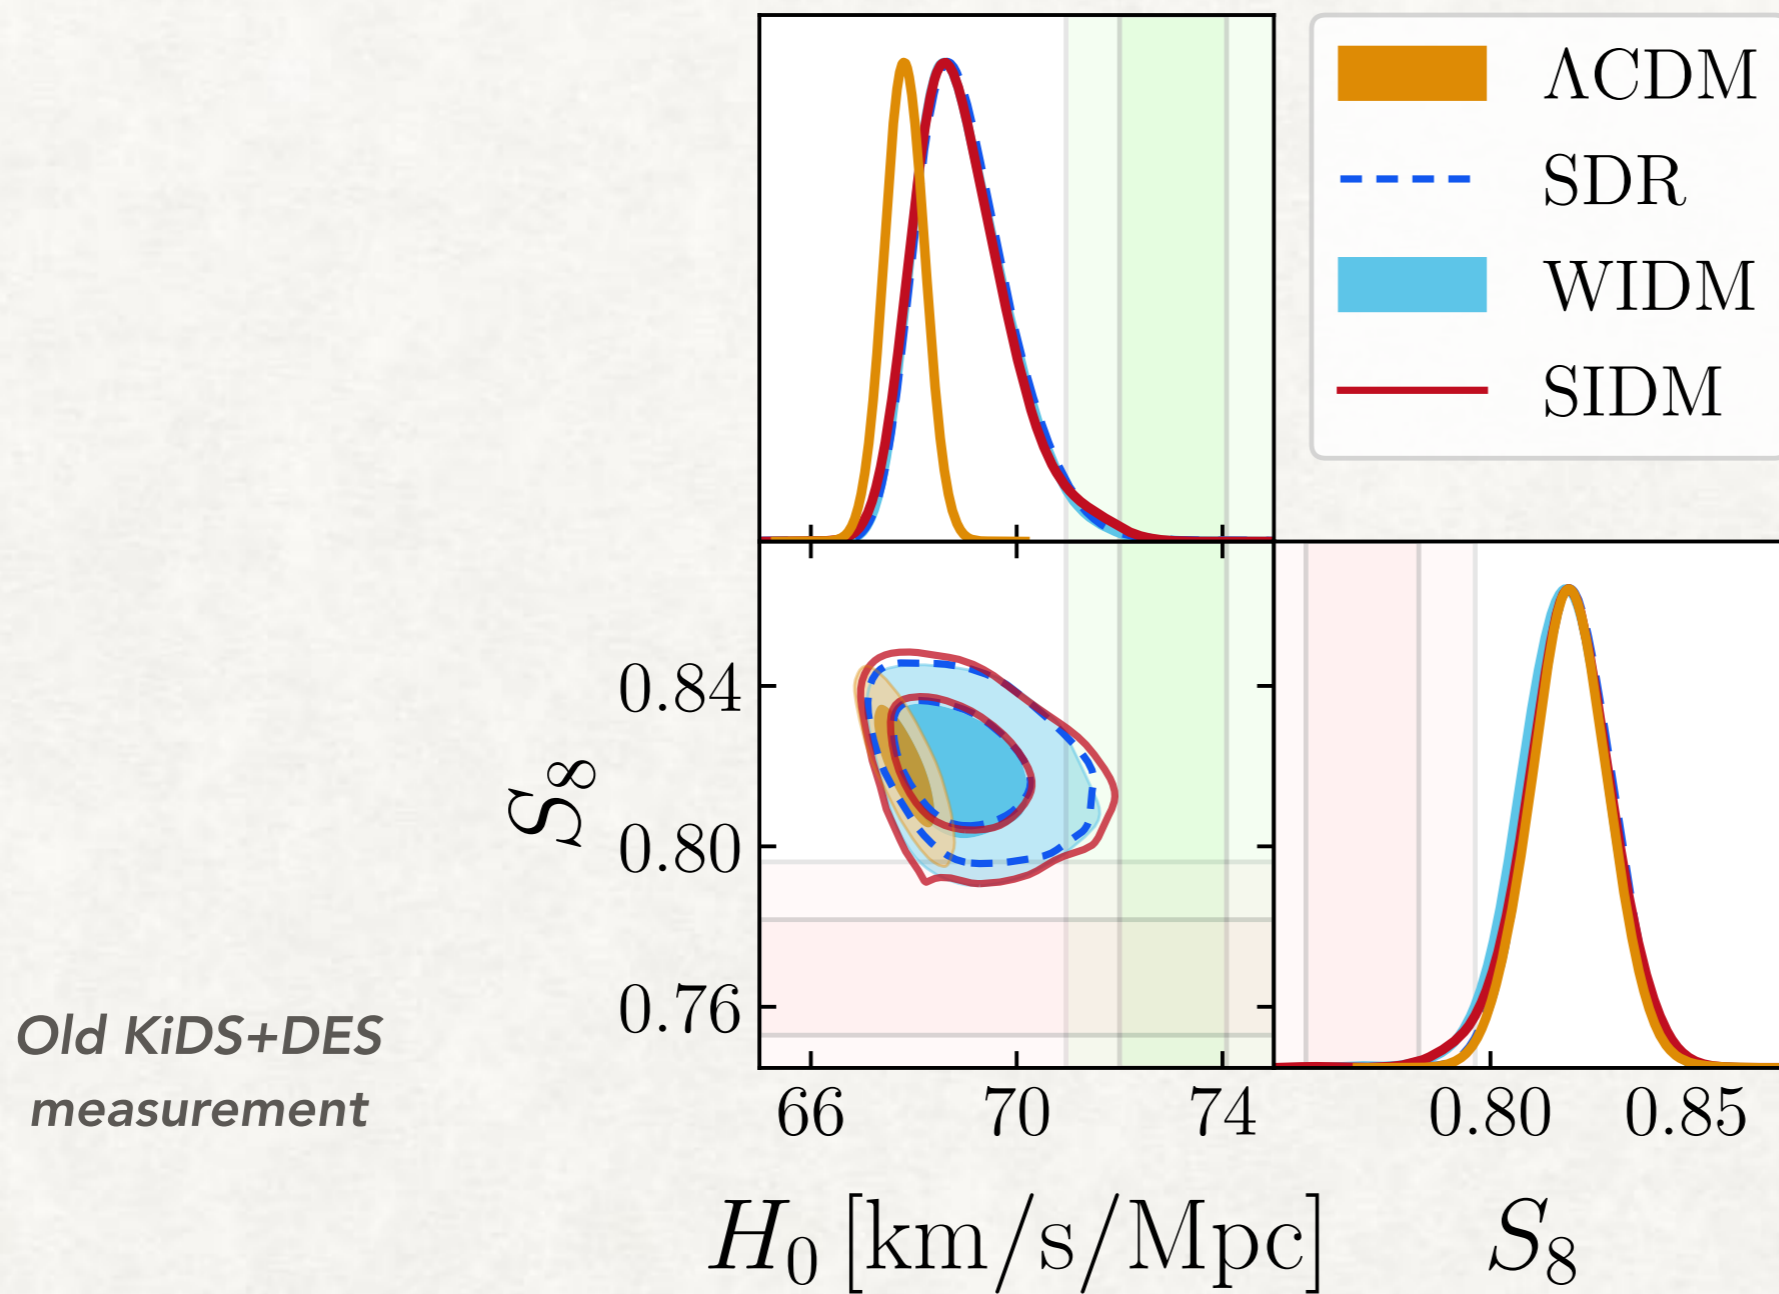 ΛCDM
SDR
WIDM
SIDM
S₈
0.84
0.80
0.76
Old KiDS+DES
measurement
66 70 74 0.80 0.85
H₀ [km/s/Mpc] S₈